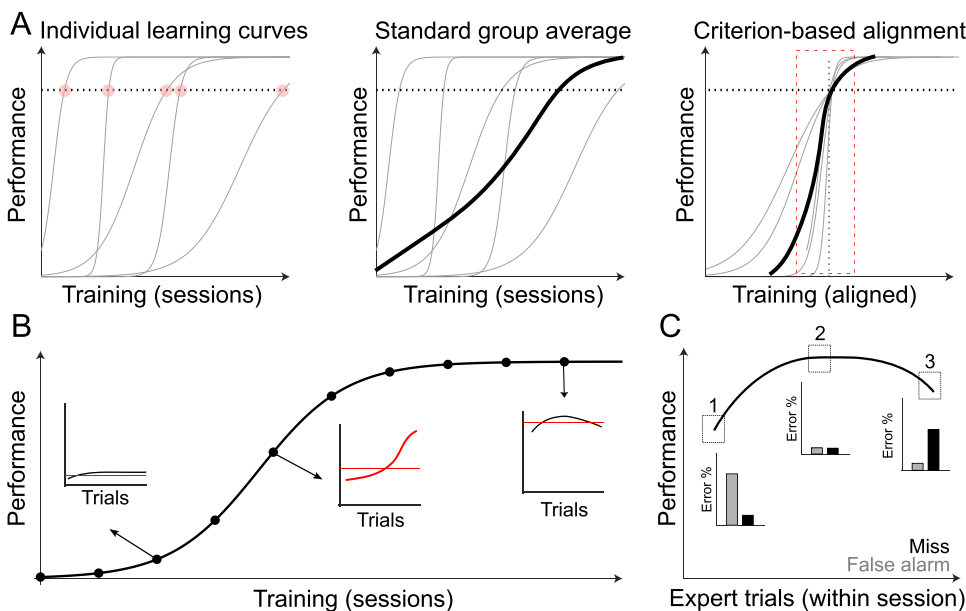 A
Individual learning curves
Performance
Training (sessions)
Standard group average
Performance
Training (sessions)
Criterion-based alignment
Performance
Training (aligned)
B
Performance
Trials
Trials
Trials
Training (sessions)
C
Performance
1
2
3
Error %
Error %
Error %
Miss
False alarm
Expert trials (within session)